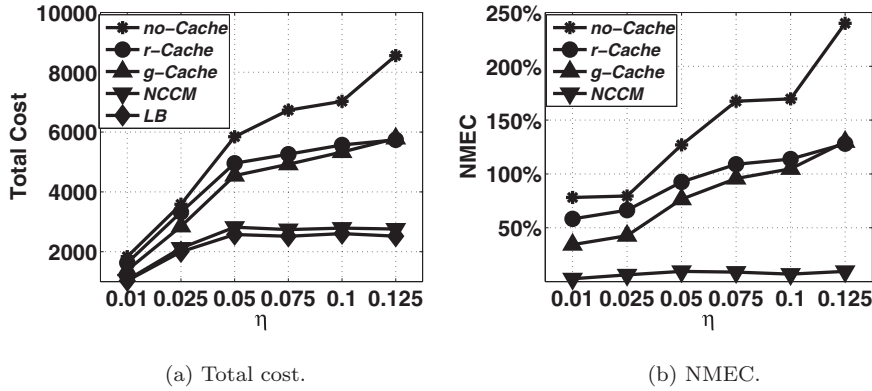 10000
8000
6000
4000
2000
Total Cost
no-Cache
r-Cache
g-Cache
NCCM
LB
0.01 0.025 0.05 0.075 0.1 0.125
η
(a) Total cost.
250%
200%
150%
100%
50%
NMEC
no-Cache
r-Cache
g-Cache
NCCM
0.01 0.025 0.05 0.075 0.1 0.125
η
(b) NMEC.